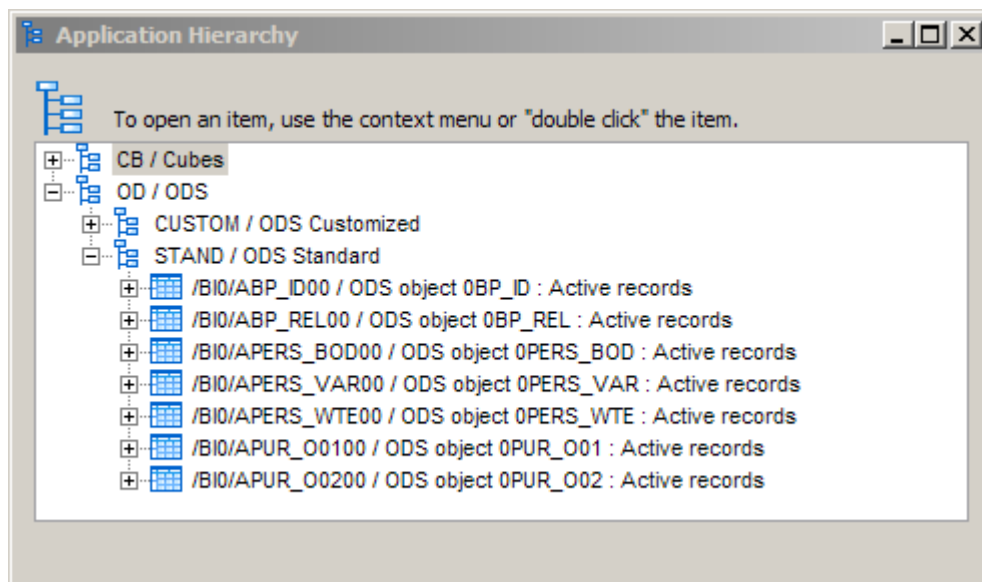 Application Hierarchy
To open an item, use the context menu or "double click" the item.
CB / Cubes
OD / ODS
CUSTOM / ODS Customized
STAND / ODS Standard
/BI0/ABP_ID00 / ODS object 0BP_ID : Active records
/BI0/ABP_REL00 / ODS object 0BP_REL : Active records
/BI0/APERS_BOD00 / ODS object 0PERS_BOD : Active records
/BI0/APERS_VAR00 / ODS object 0PERS_VAR : Active records
/BI0/APERS_WTE00 / ODS object 0PERS_WTE : Active records
/BI0/APUR_O0100 / ODS object 0PUR_O01 : Active records
/BI0/APUR_O0200 / ODS object 0PUR_O02 : Active records